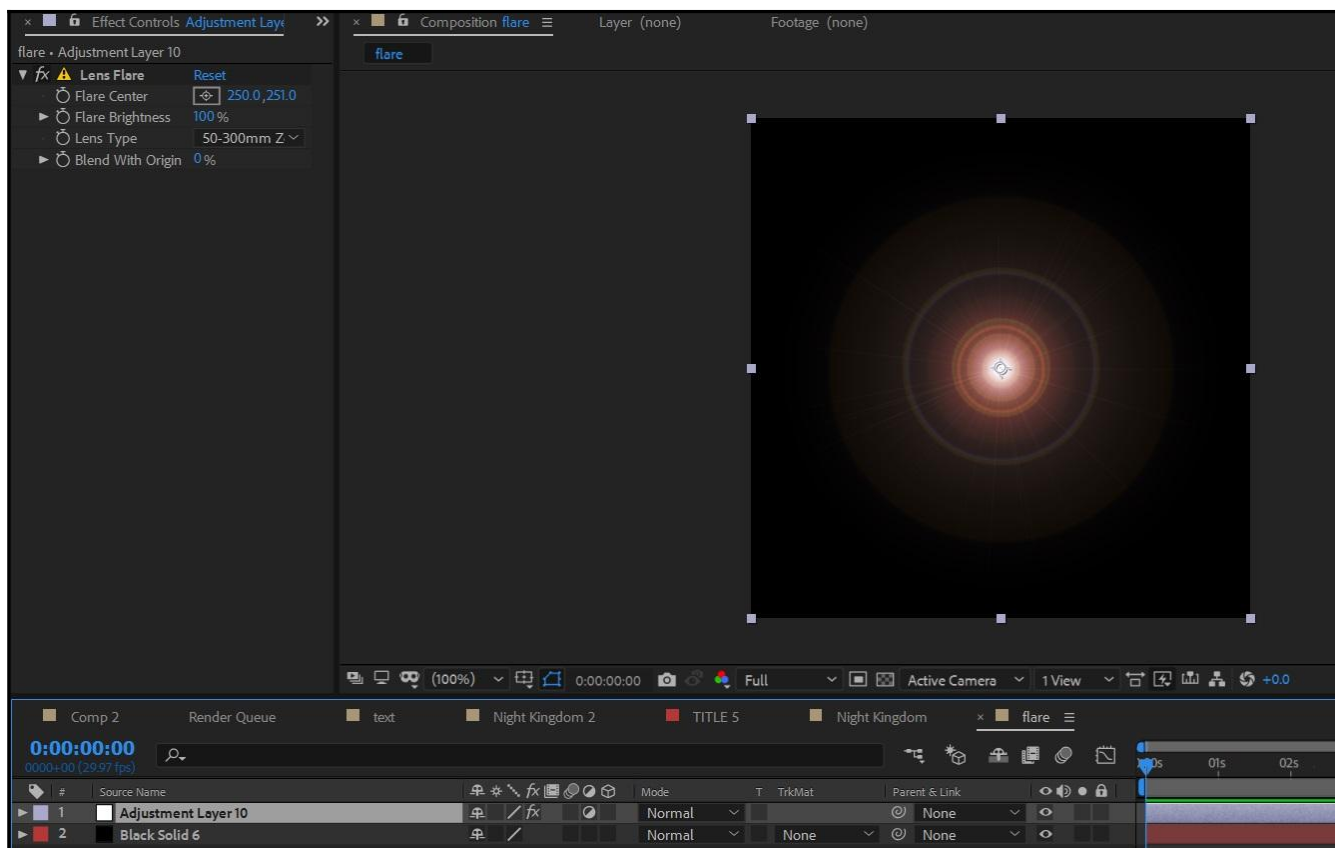 Effect Controls Adjustment Laye
Composition flare
Layer (none)
Footage (none)
flare • Adjustment Layer 10
flare
fx Lens Flare Reset
Flare Center 250.0,251.0
Flare Brightness 100 %
Lens Type 50-300mm Z
Blend With Origin 0 %
(100%) 0:00:00:00 Full Active Camera 1 View +0.0
Comp 2 Render Queue text Night Kingdom 2 TITLE 5 Night Kingdom × flare
0:00:00:00
0000+00 (29.97 fps)
01s 02s
# Source Name fx Mode T TrkMat Parent & Link
1 Adjustment Layer 10 fx Normal None
2 Black Solid 6 Normal None None